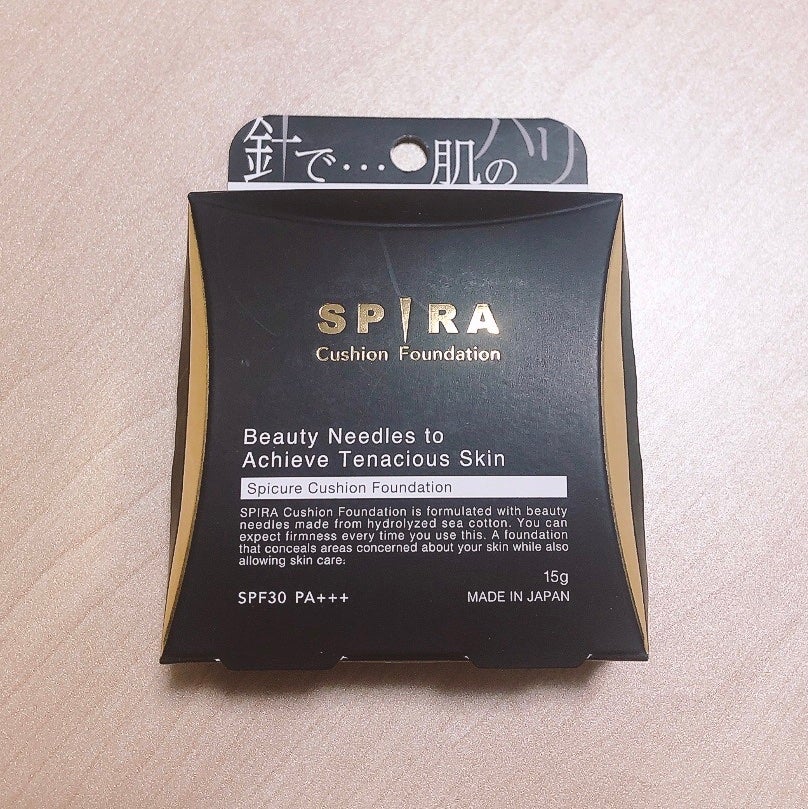 針で・・・肌のハリ
SPIRA
Cushion Foundation
Beauty Needles to
Achieve Tenacious Skin
Spicure Cushion Foundation
SPIRA Cushion Foundation is formulated with beauty
needles made from hydrolyzed sea cotton. You can
expect firmness every time you use this. A foundation
that conceals areas concerned about your skin while also
allowing skin care.
15g
SPF30 PA+++ MADE IN JAPAN